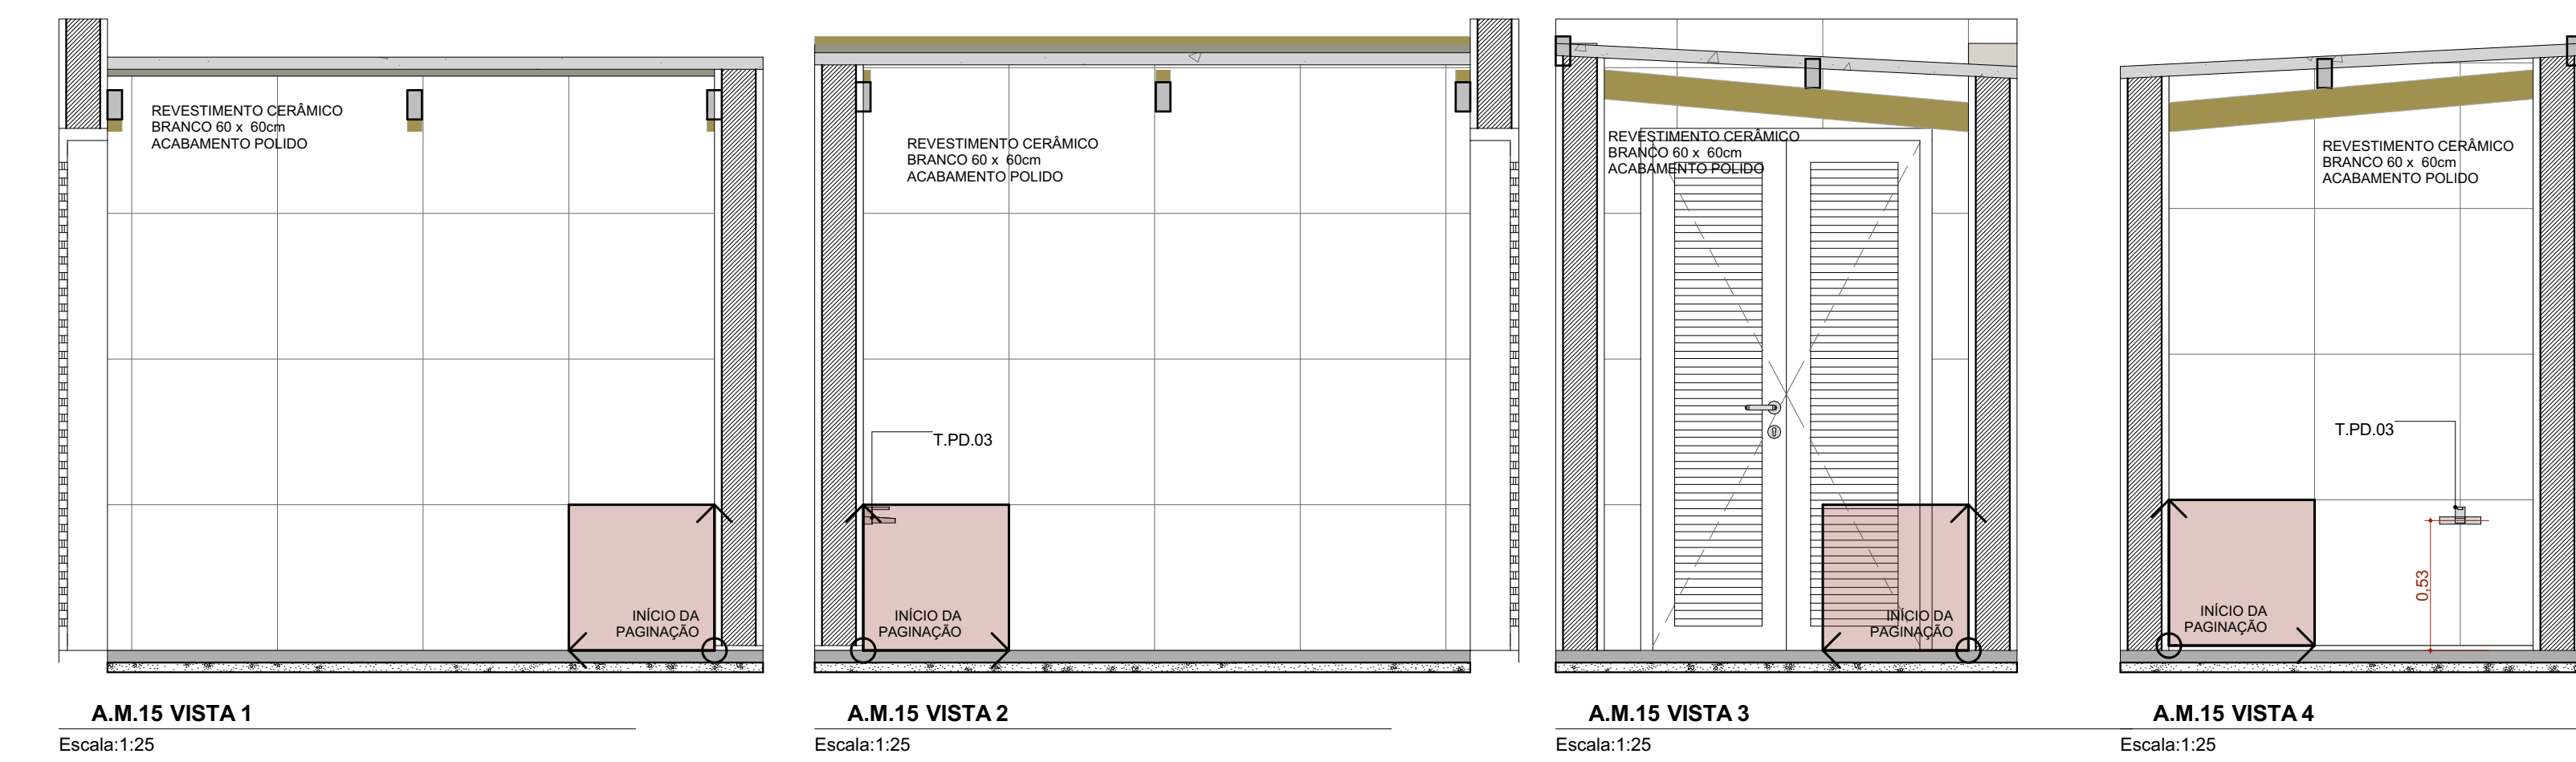 REVESTIMENTO CERÂMICO
BRANCO 60 x 60cm
ACABAMENTO POLIDO
INÍCIO DA
PAGINAÇÃO
A.M.15 VISTA 1
Escala:1:25
REVESTIMENTO CERÂMICO
BRANCO 60 x 60cm
ACABAMENTO POLIDO
T.PD.03
INÍCIO DA
PAGINAÇÃO
A.M.15 VISTA 2
Escala:1:25
REVESTIMENTO CERÂMICO
BRANCO 60 x 60cm
ACABAMENTO POLIDO
INÍCIO DA
PAGINAÇÃO
A.M.15 VISTA 3
Escala:1:25
REVESTIMENTO CERÂMICO
BRANCO 60 x 60cm
ACABAMENTO POLIDO
T.PD.03
0,53
INÍCIO DA
PAGINAÇÃO
A.M.15 VISTA 4
Escala:1:25